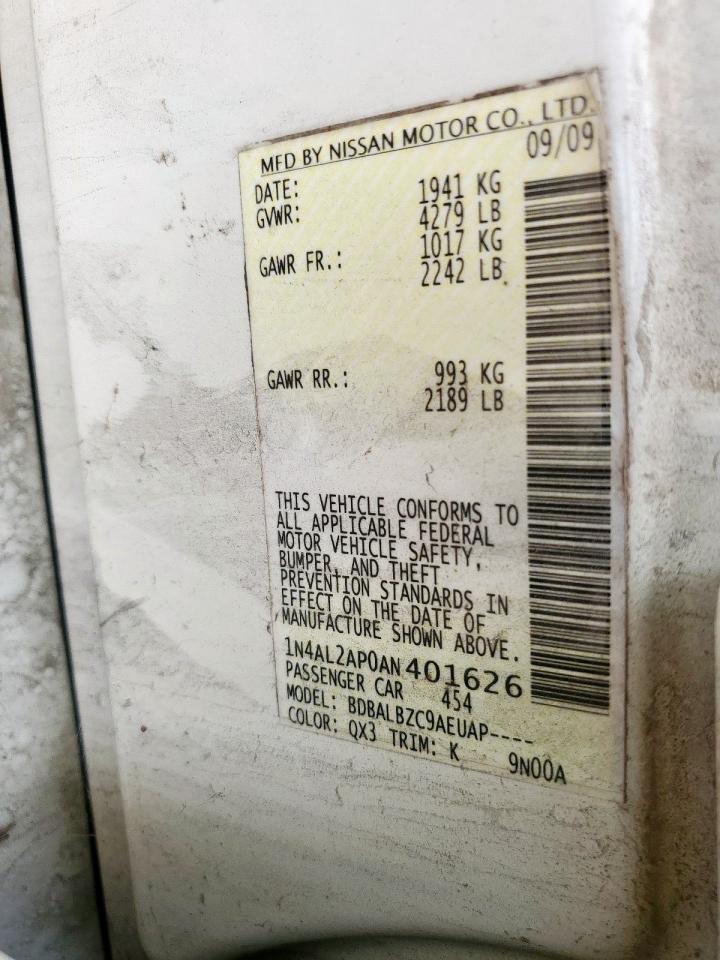 MFD BY NISSAN MOTOR CO., LTD.
DATE: 09/09
GVWR: 1941 KG
4279 LB
GAWR FR.: 1017 KG
2242 LB
GAWR RR.: 993 KG
2189 LB
THIS VEHICLE CONFORMS TO
ALL APPLICABLE FEDERAL
MOTOR VEHICLE SAFETY,
BUMPER, AND THEFT
PREVENTION STANDARDS IN
EFFECT ON THE DATE OF
MANUFACTURE SHOWN ABOVE.
1N4AL2AP0AN401626
PASSENGER CAR 454
MODEL: BDBALBZC9AEUAP----
COLOR: QX3 TRIM: K 9N00A